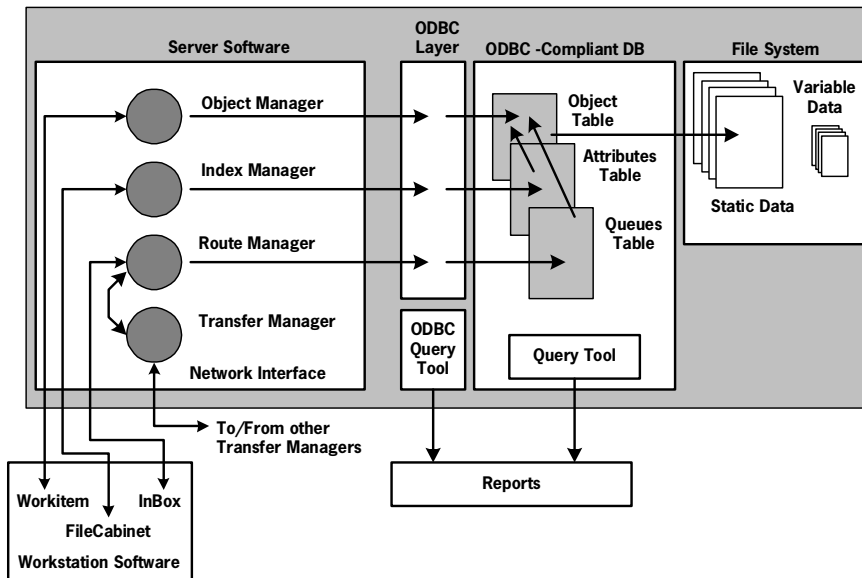 Server Software
ODBC
Layer
ODBC -Compliant DB
File System
Object Manager
Index Manager
Route Manager
Transfer Manager
Network Interface
ODBC
Query
Tool
Object
Table
Attributes
Table
Queues
Table
Query Tool
Variable
Data
Static Data
To/From other
Transfer Managers
Reports
Workitem
InBox
FileCabinet
Workstation Software